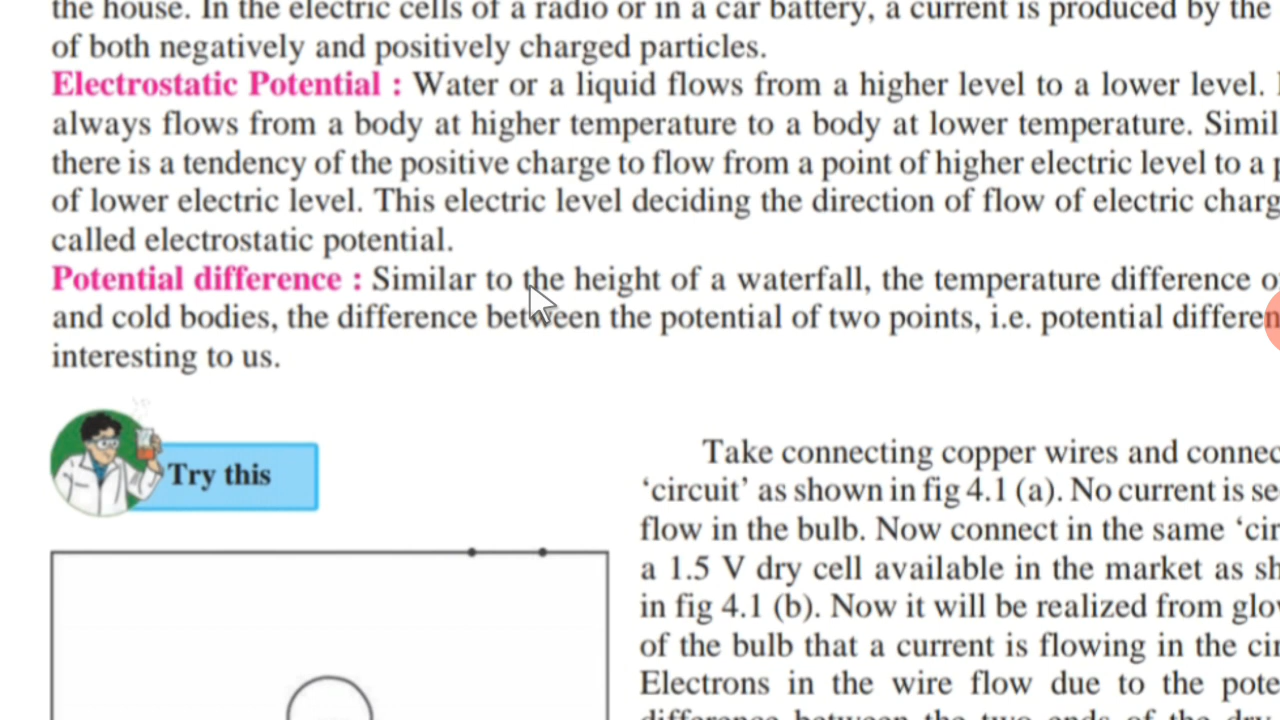 the house. In the electric cells of a radio or in a car battery, a current is produced by the
of both negatively and positively charged particles.
Electrostatic Potential : Water or a liquid flows from a higher level to a lower level.
always flows from a body at higher temperature to a body at lower temperature. Simil
there is a tendency of the positive charge to flow from a point of higher electric level to a
of lower electric level. This electric level deciding the direction of flow of electric charg
called electrostatic potential.
Potential difference : Similar to the height of a waterfall, the temperature difference o
and cold bodies, the difference between the potential of two points, i.e. potential differen
interesting to us.
Try this
Take connecting copper wires and connec
‘circuit’ as shown in fig 4.1 (a). No current is se
flow in the bulb. Now connect in the same ‘cir
a 1.5 V dry cell available in the market as sh
in fig 4.1 (b). Now it will be realized from glow
of the bulb that a current is flowing in the cir
Electrons in the wire flow due to the pote
difference between the two ends of the dry